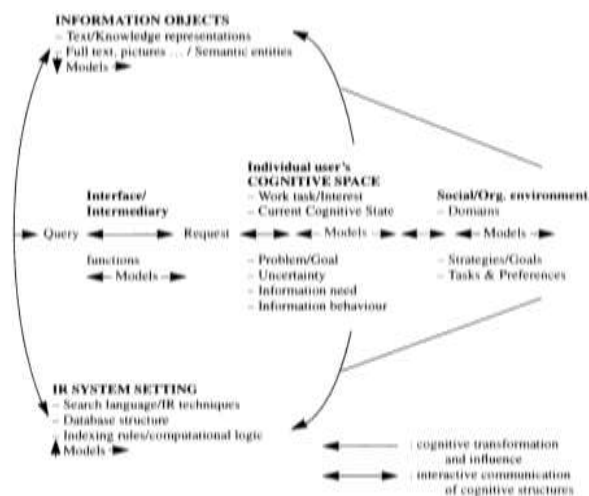 INFORMATION OBJECTS
– Text/Knowledge representations
– Full text, pictures ... / Semantic entities
Models
Individual user's
COGNITIVE SPACE
– Work task/Interest
– Current Cognitive State
Interface/
Intermediary
Social/Org. environment
– Domains
Query
Request
Models
Models
functions
Models
– Problem/Goal
– Uncertainty
– Information need
– Information behaviour
– Strategies/Goals
– Tasks & Preferences
IR SYSTEM SETTING
– Search language/IR techniques
– Database structure
– Indexing rules/computational logic
Models
: cognitive transformation
and influence
: interactive communication
of cognitive structures